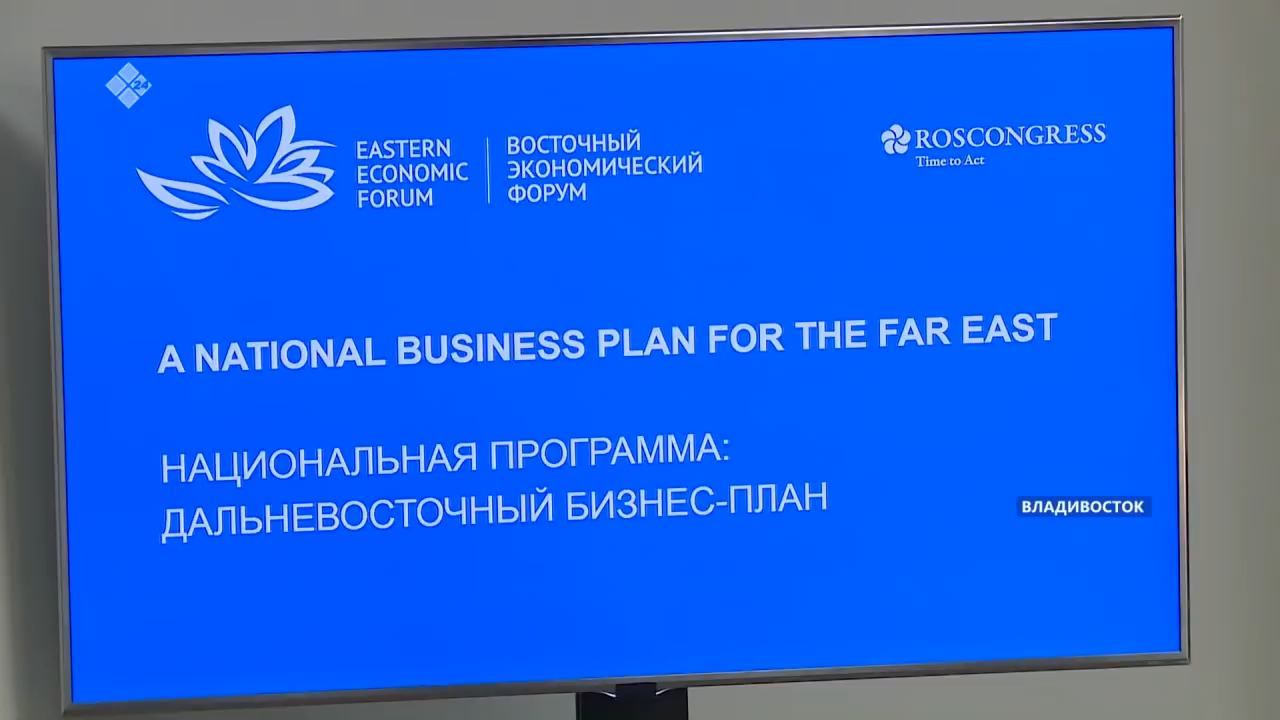 24
EASTERN
ECONOMIC
FORUM
ВОСТОЧНЫЙ
ЭКОНОМИЧЕСКИЙ
ФОРУМ
ROSCONGRESS
Time to Act
A NATIONAL BUSINESS PLAN FOR THE FAR EAST
НАЦИОНАЛЬНАЯ ПРОГРАММА:
ДАЛЬНЕВОСТОЧНЫЙ БИЗНЕС-ПЛАН
ВЛАДИВОСТОК